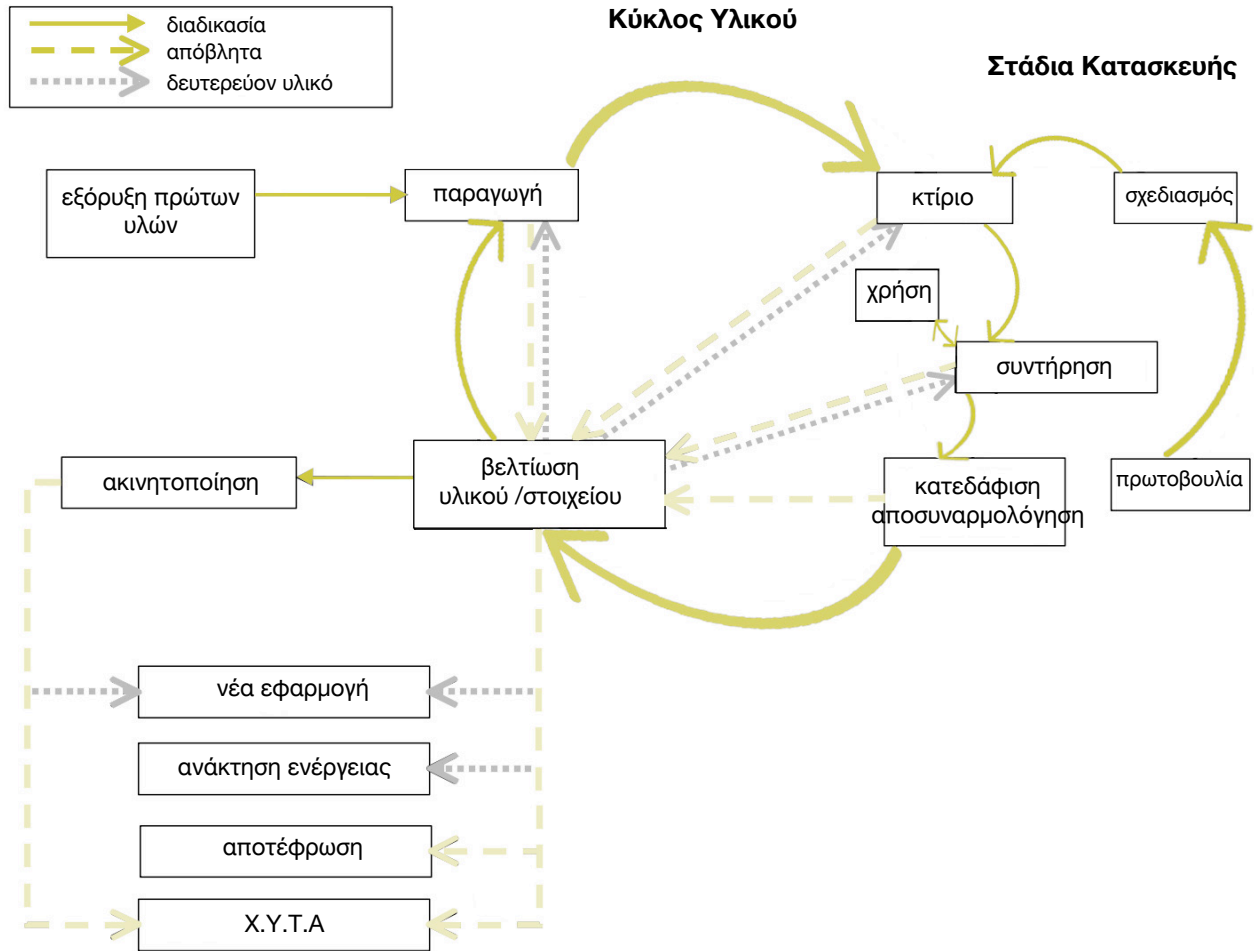 διαδικασία
απόβλητα
δευτερεύον υλικό
Κύκλος Υλικού
Στάδια Κατασκευής
εξόρυξη πρώτων
υλών
παραγωγή
κτίριο
σχεδιασμός
χρήση
συντήρηση
ακινητοποίηση
βελτίωση
υλικού /στοιχείου
κατεδάφιση
αποσυναρμολόγηση
πρωτοβουλία
νέα εφαρμογή
ανάκτηση ενέργειας
αποτέφρωση
Χ.Υ.Τ.Α